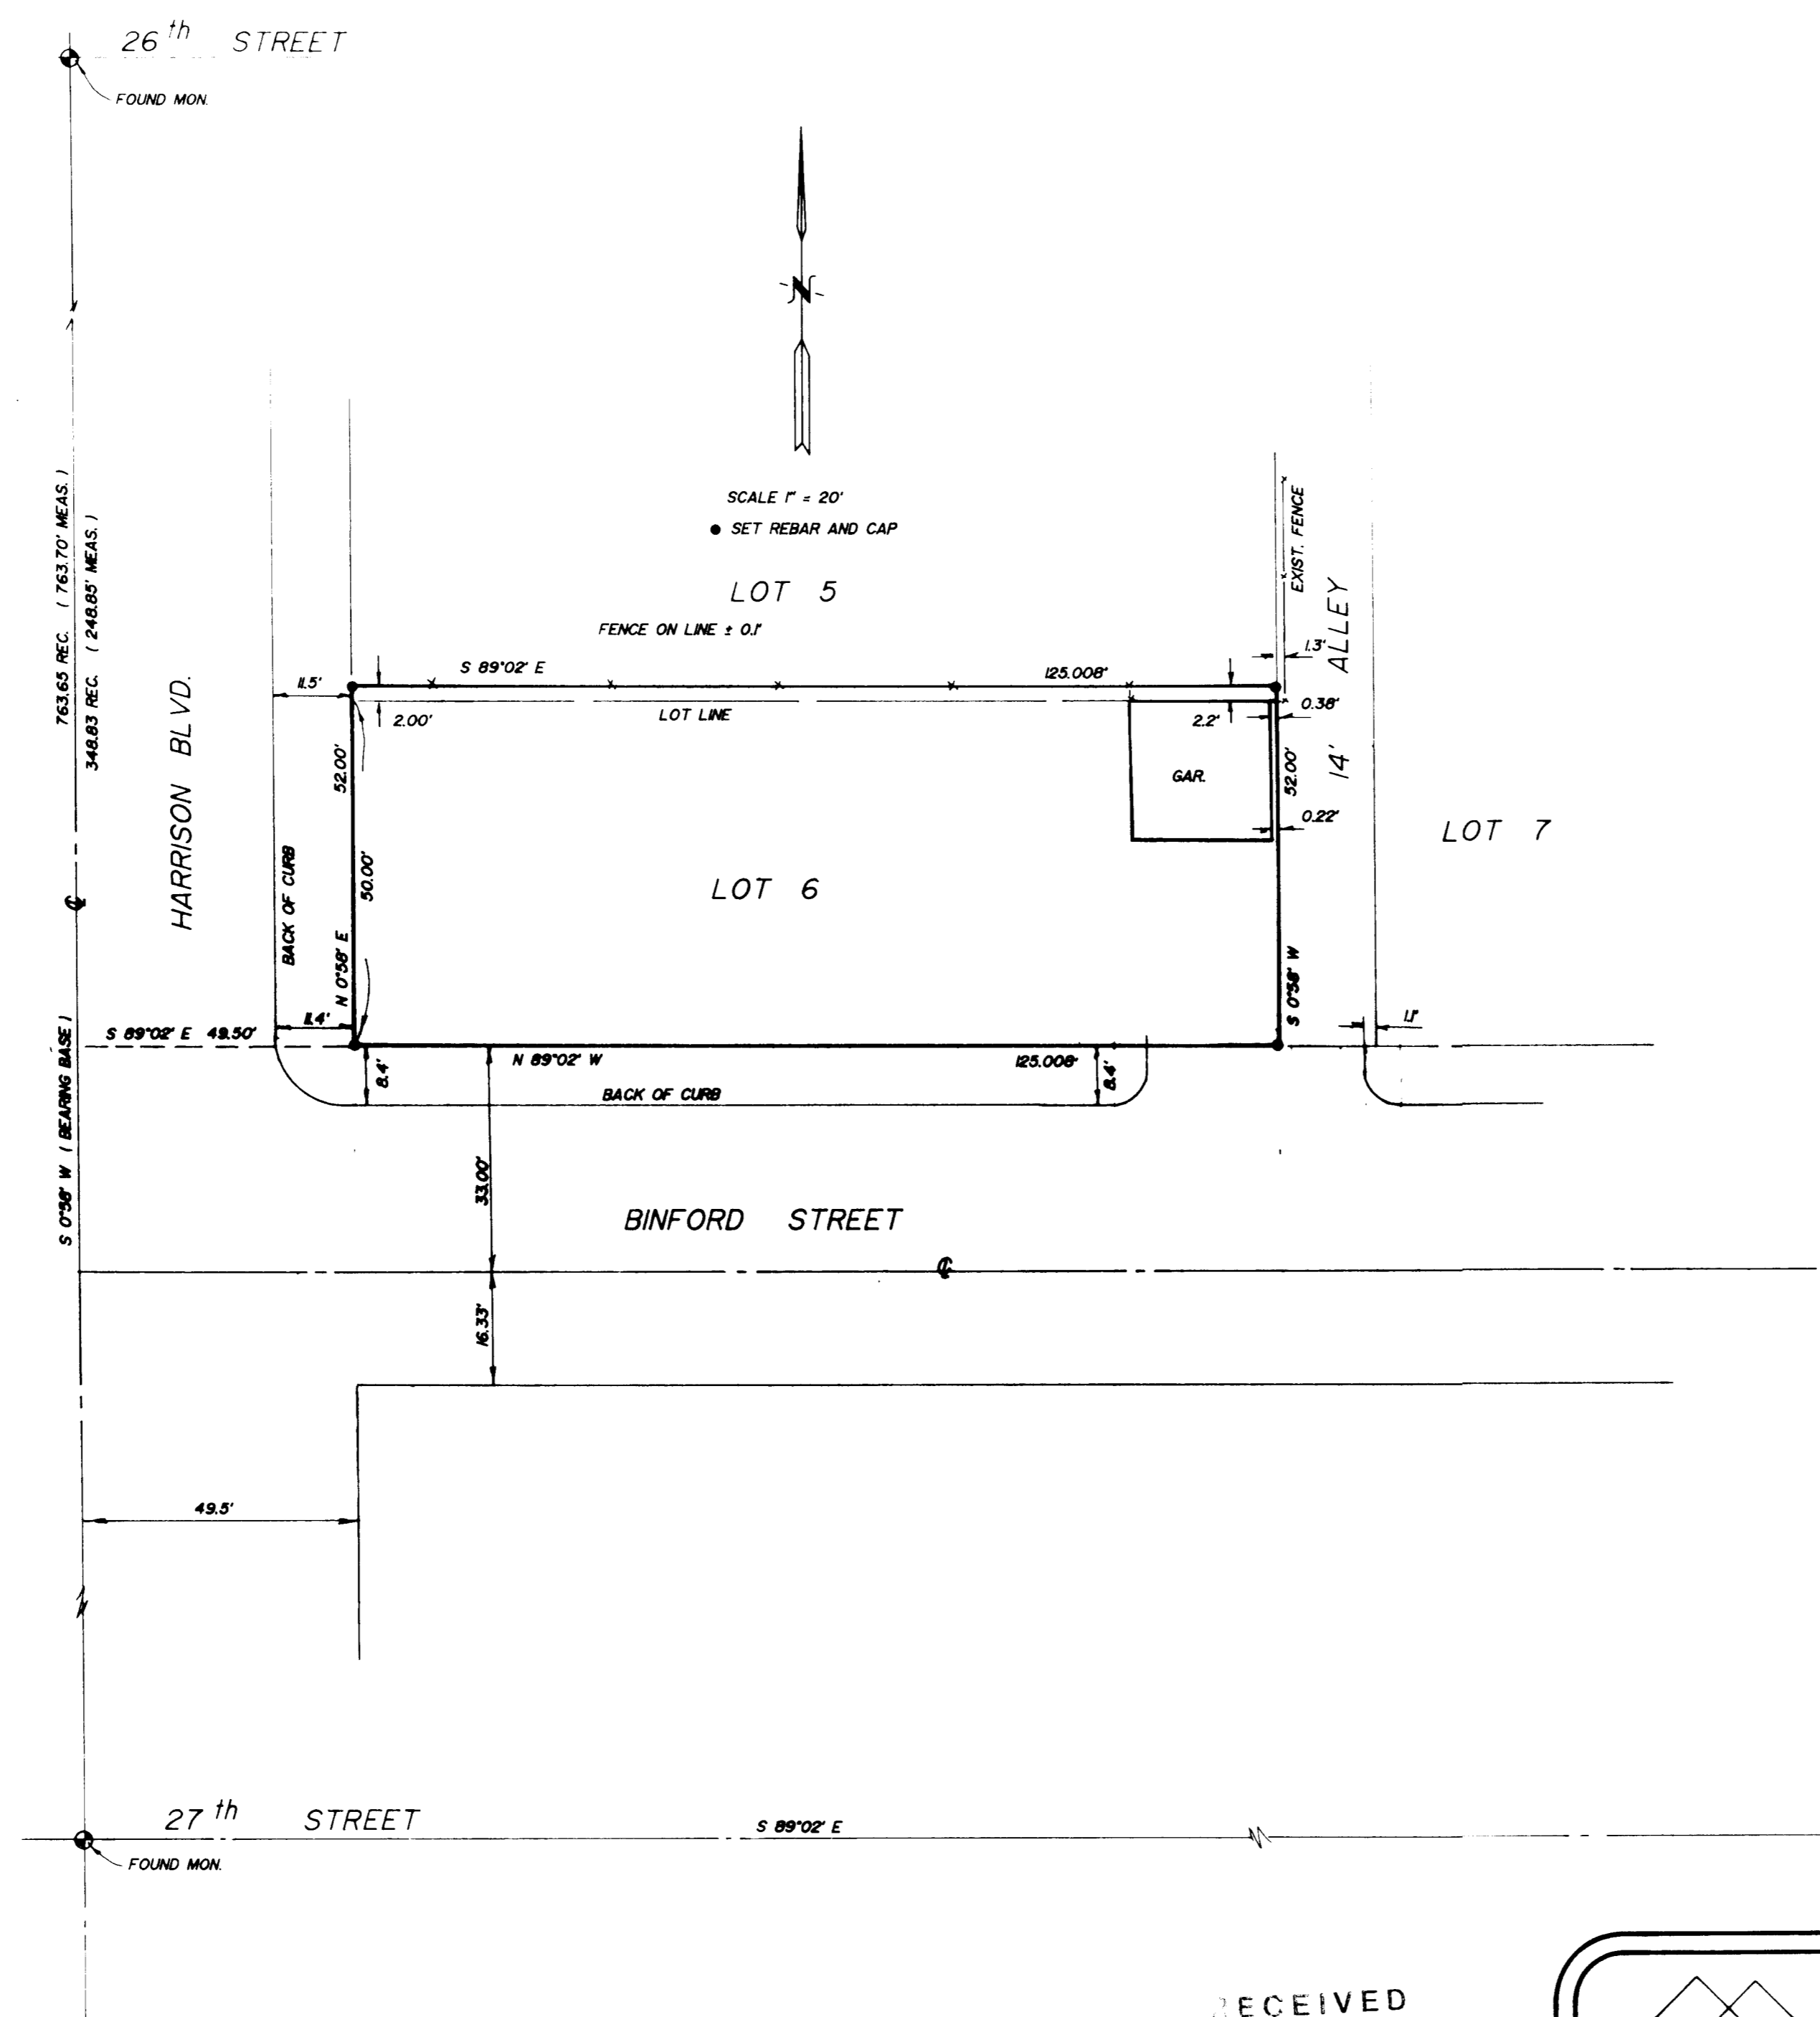 26th STREET
FOUND MON.
SCALE 1" = 20'
● SET REBAR AND CAP
LOT 5
FENCE ON LINE ± 0.1'
S 89°02' E
125.008'
1.3'
EXIST. FENCE
14' ALLEY
763.65 REC. ( 763.70' MEAS. )
348.83 REC. ( 248.85' MEAS. )
HARRISON BLVD.
11.5'
2.00'
LOT LINE
2.2'
0.38'
52.00'
GAR.
52.00'
0.22'
LOT 7
LOT 6
50.00'
BACK OF CURB
N 0°58' E
S 0°58' W
11.4'
1.1'
S 89°02' E 49.50'
N 89°02' W
125.008'
8.4'
8.4'
BACK OF CURB
S 0°58' W ( BEARING BASE )
33.00'
BINFORD STREET
16.33'
49.5'
27th STREET
S 89°02' E
FOUND MON.
RECEIVED